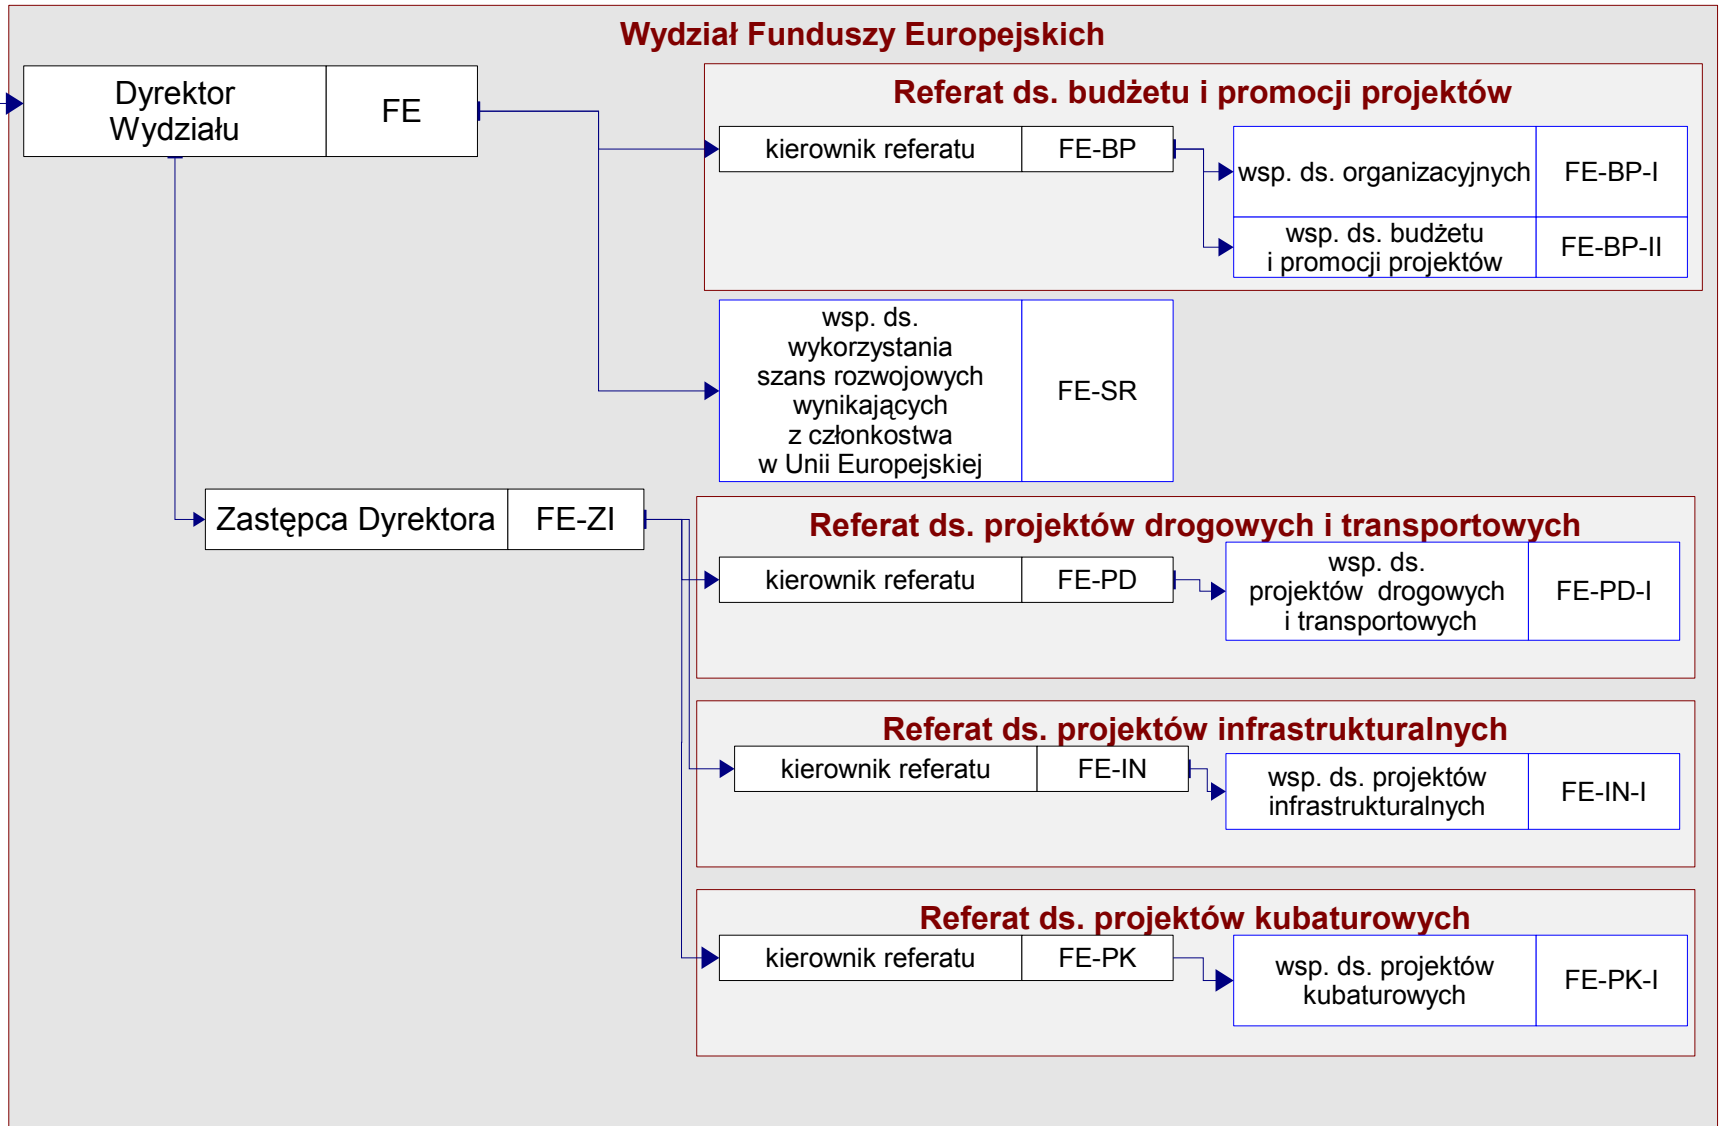 Wydział Funduszy Europejskich
Dyrektor
Wydziału
FE
Referat ds. budżetu i promocji projektów
kierownik referatu
FE-BP
wsp. ds. organizacyjnych
FE-BP-I
wsp. ds. budżetu
i promocji projektów
FE-BP-II
wsp. ds.
wykorzystania
szans rozwojowych
wynikających
z członkostwa
w Unii Europejskiej
FE-SR
Zastępca Dyrektora
FE-ZI
Referat ds. projektów drogowych i transportowych
kierownik referatu
FE-PD
wsp. ds.
projektów drogowych
i transportowych
FE-PD-I
Referat ds. projektów infrastrukturalnych
kierownik referatu
FE-IN
wsp. ds. projektów
infrastrukturalnych
FE-IN-I
Referat ds. projektów kubaturowych
kierownik referatu
FE-PK
wsp. ds. projektów
kubaturowych
FE-PK-I